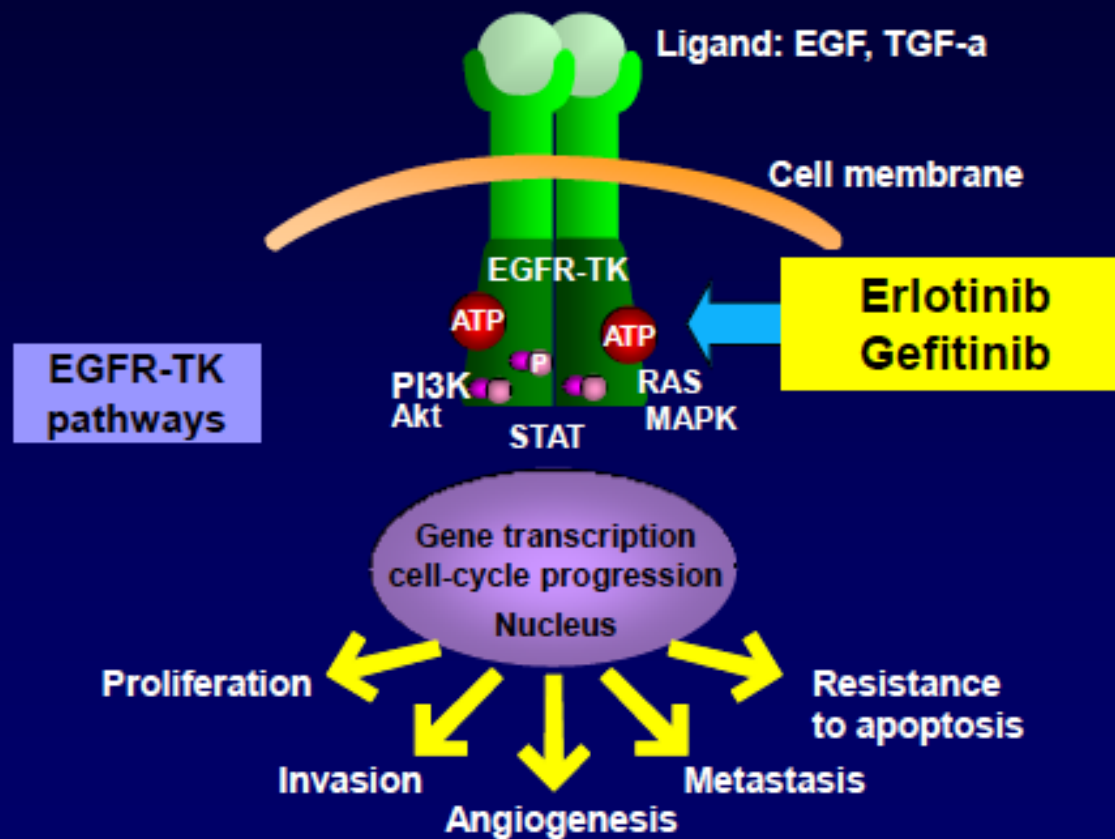 Ligand: EGF, TGF-a
Cell membrane
EGFR-TK
ATP
ATP
Erlotinib
Gefitinib
EGFR-TK
pathways
P
PI3K
Akt
RAS
MAPK
STAT
Gene transcription
cell-cycle progression
Nucleus
Proliferation
Invasion
Angiogenesis
Metastasis
Resistance
to apoptosis